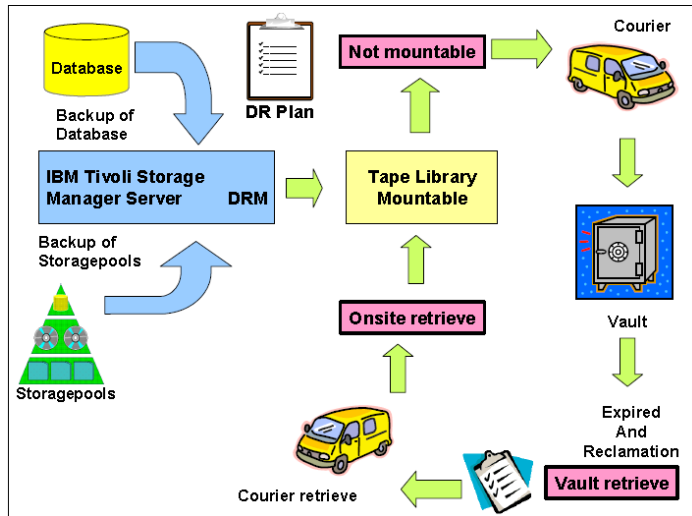 Database
Backup of
Database
DR Plan
Not mountable
Courier
IBM Tivoli Storage
Manager Server DRM
Tape Library
Mountable
Backup of
Storagepools
Storagepools
Onsite retrieve
Vault
Expired
And
Reclamation
Vault retrieve
Courier retrieve